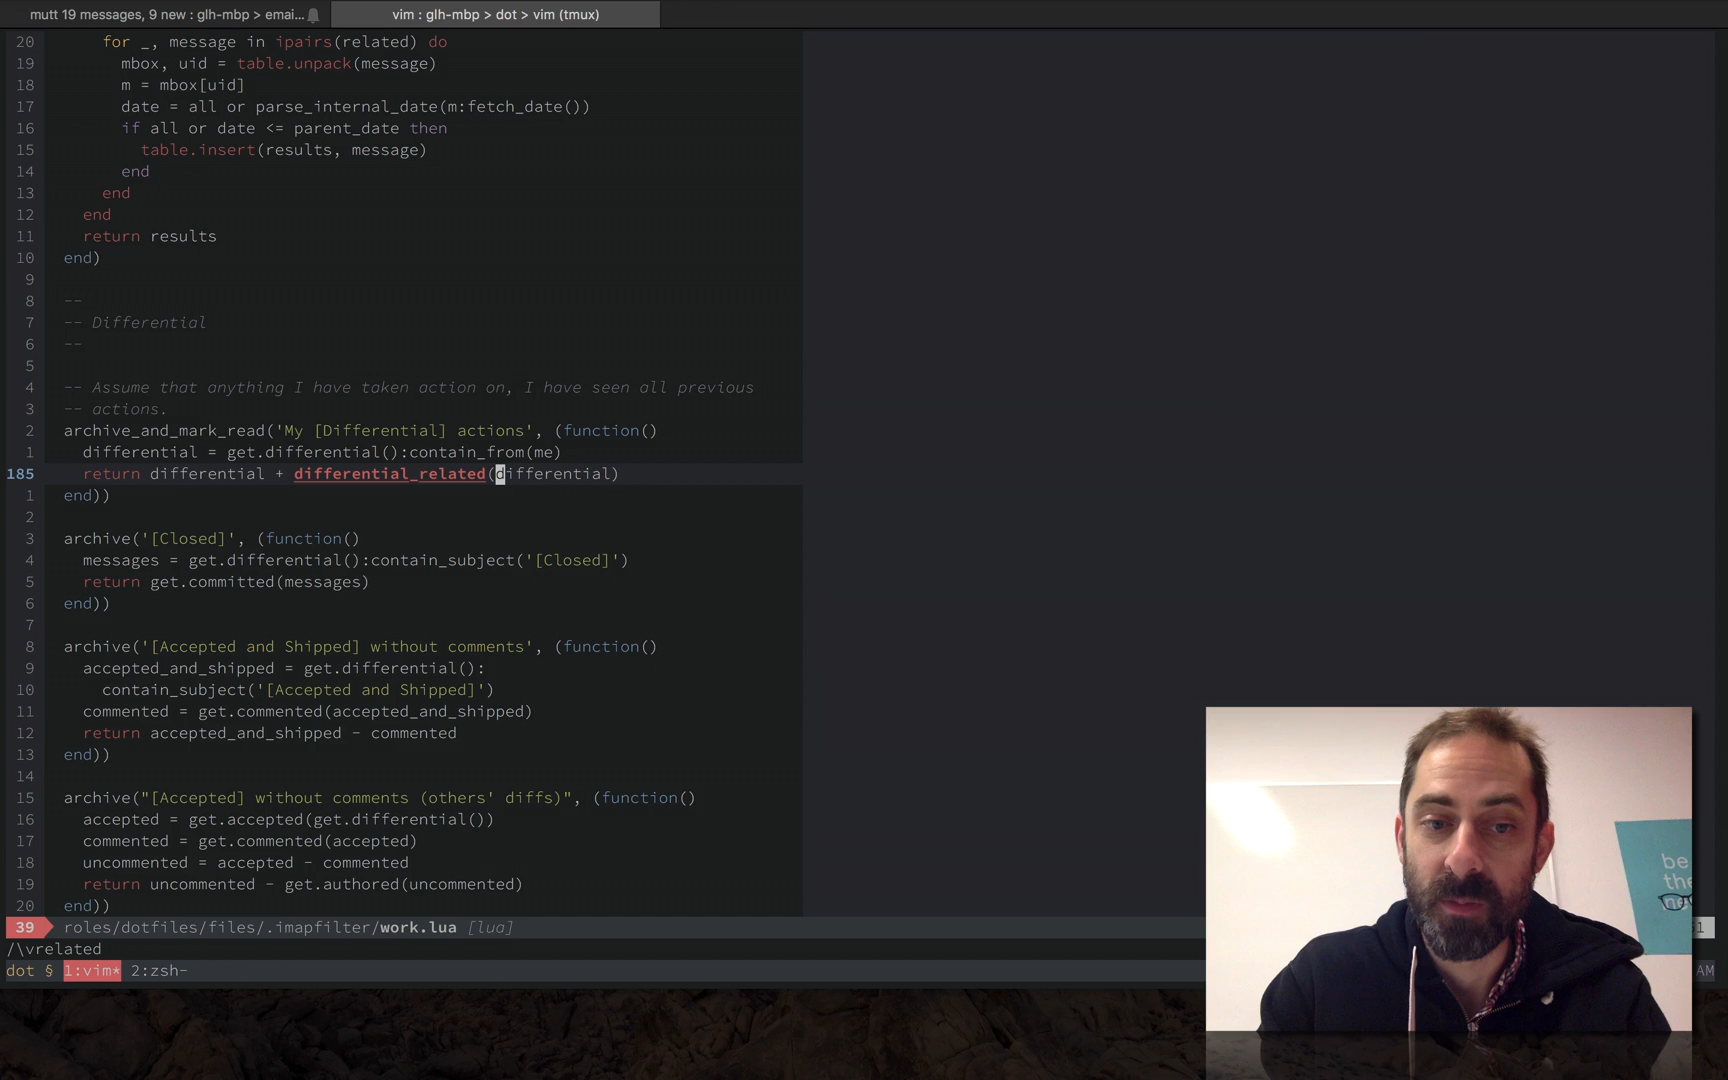 mutt 19 messages, 9 new : glh-mbp > emai... vim : glh-mbp > dot > vim (tmux)
20 for _, message in ipairs(related) do
19 mbox, uid = table.unpack(message)
18 m = mbox[uid]
17 date = all or parse_internal_date(m:fetch_date())
16 if all or date <= parent_date then
15 table.insert(results, message)
14 end
13 end
12 end
11 return results
10 end)
9
8 --
7 -- Differential
6 --
5
4 -- Assume that anything I have taken action on, I have seen all previous
3 -- actions.
2 archive_and_mark_read('My [Differential] actions', (function()
1 differential = get.differential():contain_from(me)
185 return differential + differential_related(differential)
1 end))
2
3 archive('[Closed]', (function()
4 messages = get.differential():contain_subject('[Closed]')
5 return get.committed(messages)
6 end))
7
8 archive('[Accepted and Shipped] without comments', (function()
9 accepted_and_shipped = get.differential():
10 contain_subject('[Accepted and Shipped]')
11 commented = get.commented(accepted_and_shipped)
12 return accepted_and_shipped - commented
13 end))
14
15 archive("[Accepted] without comments (others' diffs)", (function()
16 accepted = get.accepted(get.differential())
17 commented = get.commented(accepted)
18 uncommented = accepted - commented
19 return uncommented - get.authored(uncommented)
20 end))
39 roles/dotfiles/files/.imapfilter/work.lua [lua]
/\vrelated
dot § 1:vim* 2:zsh- AM
be
the